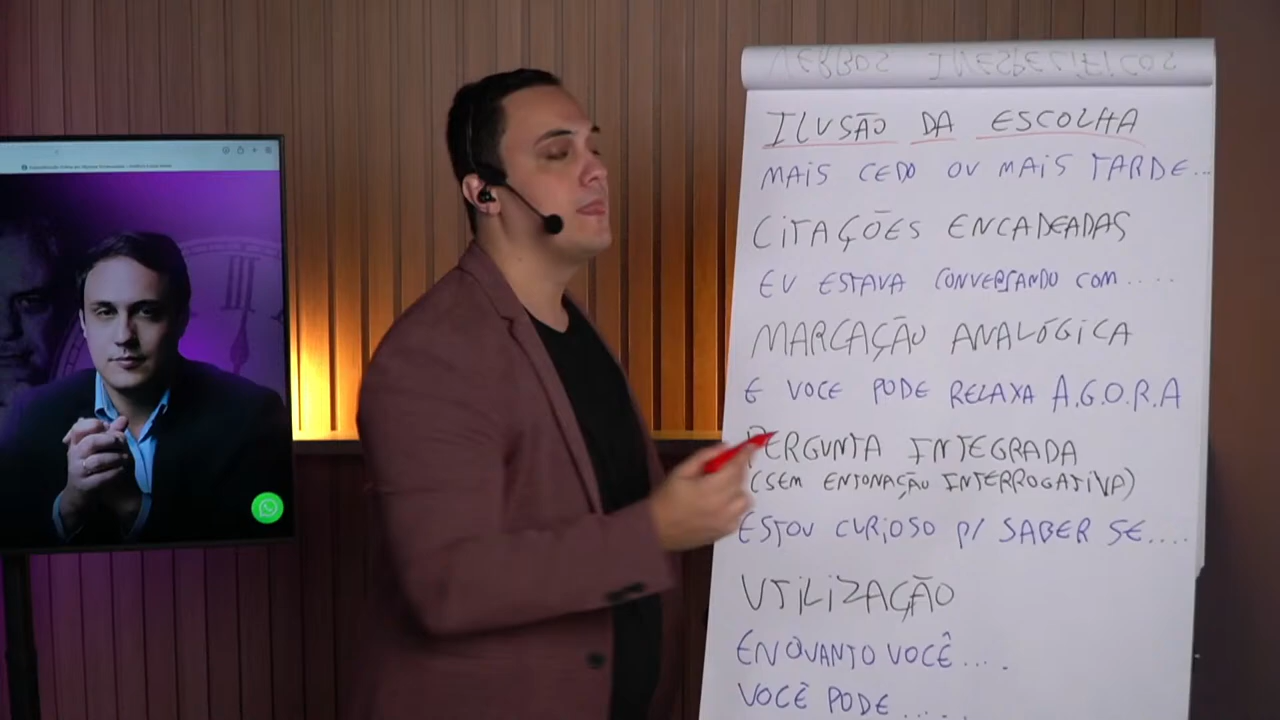 VERBOS INESPECÍFICOS
ILUSÃO DA ESCOLHA
MAIS CEDO OU MAIS TARDE...
CITAÇÕES ENCADEADAS
EU ESTAVA CONVERSANDO COM.....
MARCAÇÃO ANALÓGICA
E VOCE PODE RELAXA A.G.O.R.A
PERGUNTA INTEGRADA
(SEM ENTONAÇÃO INTERROGATIVA)
ESTOU CURIOSO P/ SABER SE....
UTILIZAÇÃO
ENQUANTO VOCÊ....
VOCÊ PODE.....